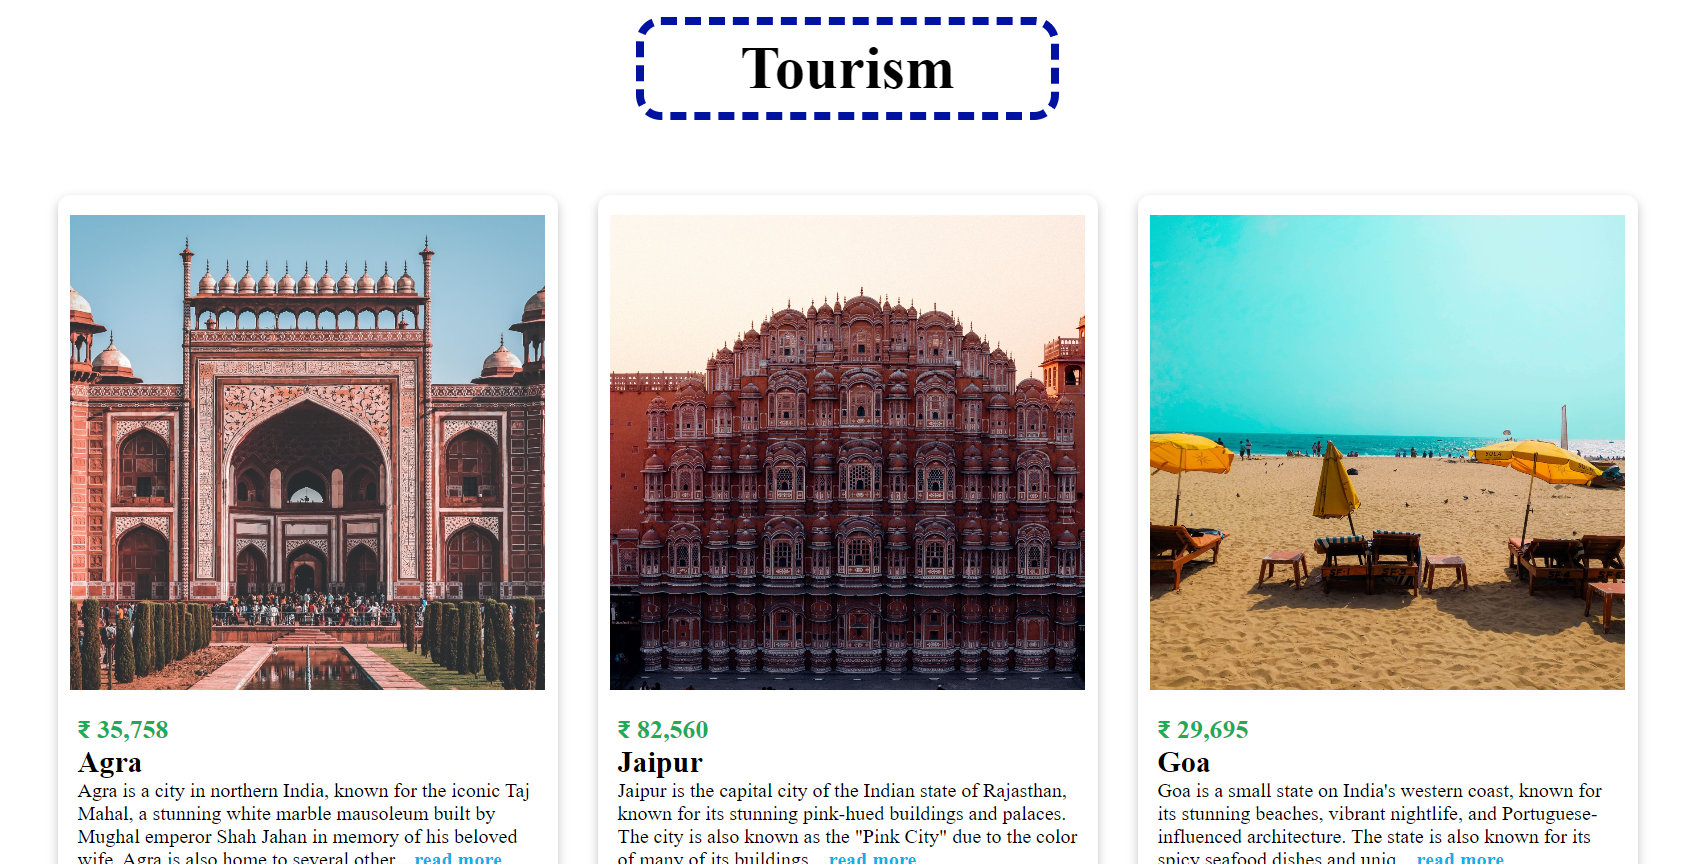 Tourism
₹ 35,758
Agra
Agra is a city in northern India, known for the iconic Taj
Mahal, a stunning white marble mausoleum built by
Mughal emperor Shah Jahan in memory of his beloved
wife. Agra is also home to several other... read more
₹ 82,560
Jaipur
Jaipur is the capital city of the Indian state of Rajasthan,
known for its stunning pink-hued buildings and palaces.
The city is also known as the "Pink City" due to the color
of many of its buildings... read more
SULA
₹ 29,695
Goa
Goa is a small state on India's western coast, known for
its stunning beaches, vibrant nightlife, and Portuguese-
influenced architecture. The state is also known for its
spicy seafood dishes and uniq... read more